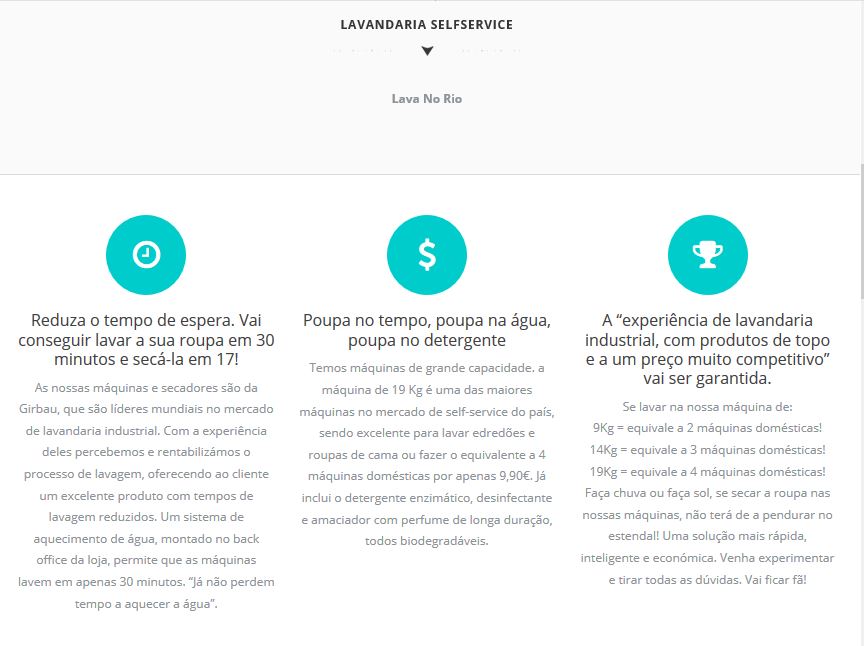 LAVANDARIA SELFSERVICE
Lava No Rio
Reduza o tempo de espera. Vai
conseguir lavar a sua roupa em 30
minutos e secá-la em 17!
As nossas máquinas e secadores são da
Girbau, que são líderes mundiais no mercado
de lavandaria industrial. Com a experiência
deles percebemos e rentabilizámos o
processo de lavagem, oferecendo ao cliente
um excelente produto com tempos de
lavagem reduzidos. Um sistema de
aquecimento de água, montado no back
office da loja, permite que as máquinas
lavem em apenas 30 minutos. “Já não perdem
tempo a aquecer a água”.
$
Poupa no tempo, poupa na água,
poupa no detergente
Temos máquinas de grande capacidade. a
máquina de 19 Kg é uma das maiores
máquinas no mercado de self-service do país,
sendo excelente para lavar edredões e
roupas de cama ou fazer o equivalente a 4
máquinas domésticas por apenas 9,90€. Já
inclui o detergente enzimático, desinfectante
e amaciador com perfume de longa duração,
todos biodegradáveis.
A “experiência de lavandaria
industrial, com produtos de topo
e a um preço muito competitivo”
vai ser garantida.
Se lavar na nossa máquina de:
9Kg = equivale a 2 máquinas domésticas!
14Kg = equivale a 3 máquinas domésticas!
19Kg = equivale a 4 máquinas domésticas!
Faça chuva ou faça sol, se secar a roupa nas
nossas máquinas, não terá de a pendurar no
estendal! Uma solução mais rápida,
inteligente e económica. Venha experimentar
e tirar todas as dúvidas. Vai ficar fã!